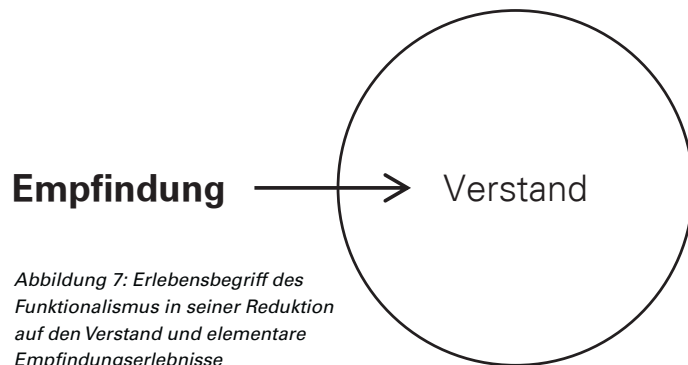 Empfindung
Verstand
Abbildung 7: Erlebensbegriff des
Funktionalismus in seiner Reduktion
auf den Verstand und elementare
Empfindungserlebnisse